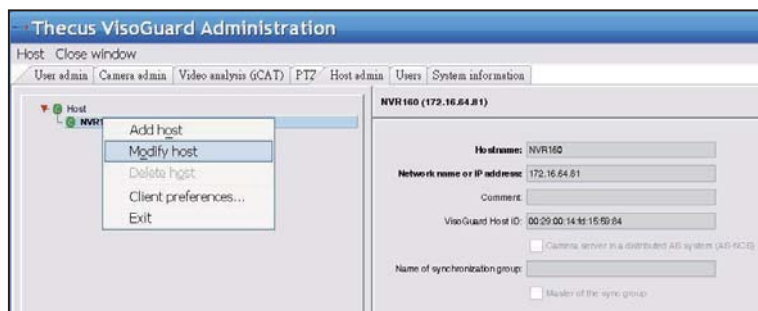 Thecus VisoGuard Administration
Host Close window
User admin Camera admin Video analysis (iCAT) PTZ Host admin Users System information
Host
NVR1
Add host
Modify host
Delete host
Client preferences...
Exit
NVR160 (172.16.64.81)
Hostname: NVR160
Network name or IP address: 172.16.64.81
Comment:
VisoGuard Host ID: 00:29:00:14:fd:15:59:84
Camera server in a distributed AS system (AS-NCS)
Name of synchronization group:
Master of the sync group